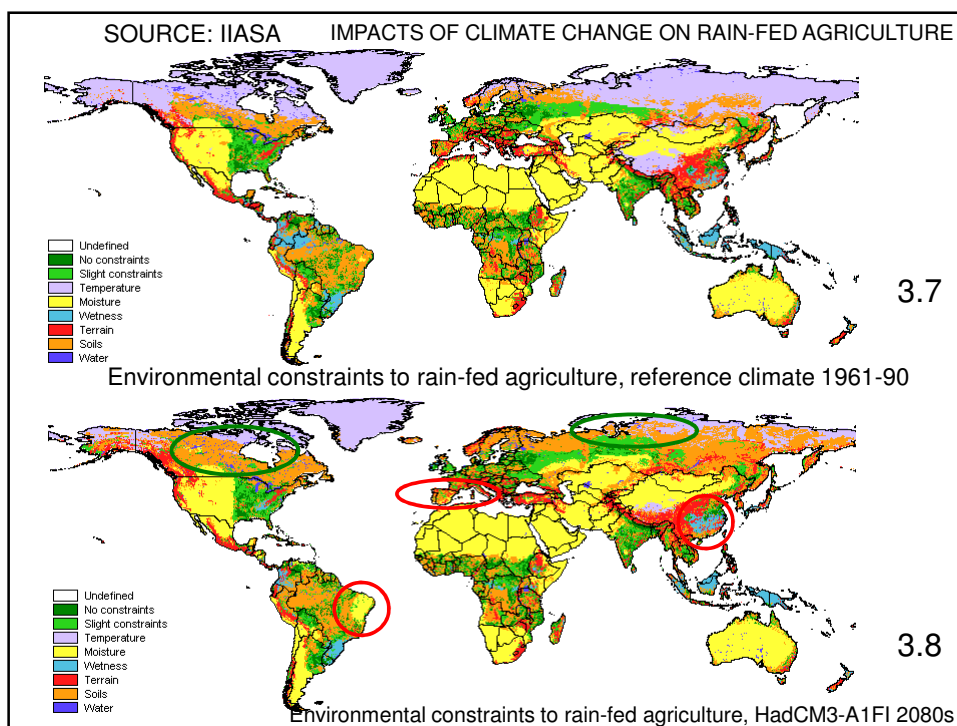 SOURCE: IIASA IMPACTS OF CLIMATE CHANGE ON RAIN-FED AGRICULTURE
Undefined
No constraints
Slight constraints
Temperature
Moisture
Wetness
Terrain
Soils
Water
3.7
Environmental constraints to rain-fed agriculture, reference climate 1961-90
Undefined
No constraints
Slight constraints
Temperature
Moisture
Wetness
Terrain
Soils
Water
3.8
Environmental constraints to rain-fed agriculture, HadCM3-A1FI 2080s